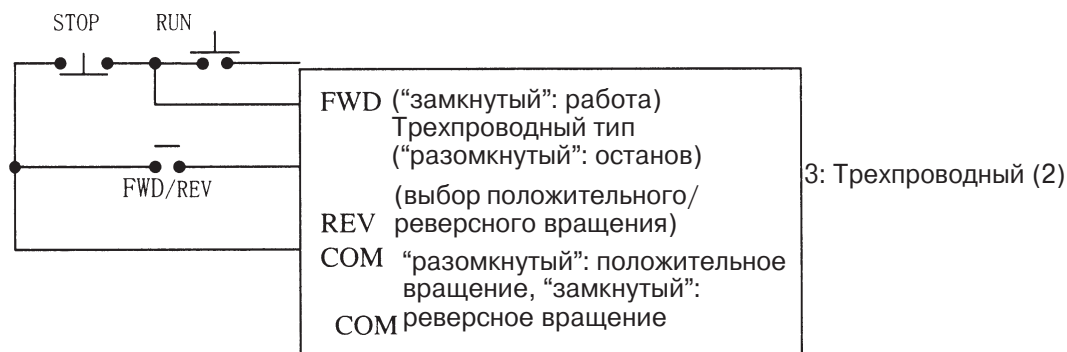 STOP RUN
FWD (“замкнутый”: работа)
Трехпроводный тип
(“разомкнутый”: останов)
FWD/REV
3: Трехпроводный (2)
(выбор положительного/
REV реверсного вращения)
COM “разомкнутый”: положительное
вращение, “замкнутый”:
COM реверсное вращение